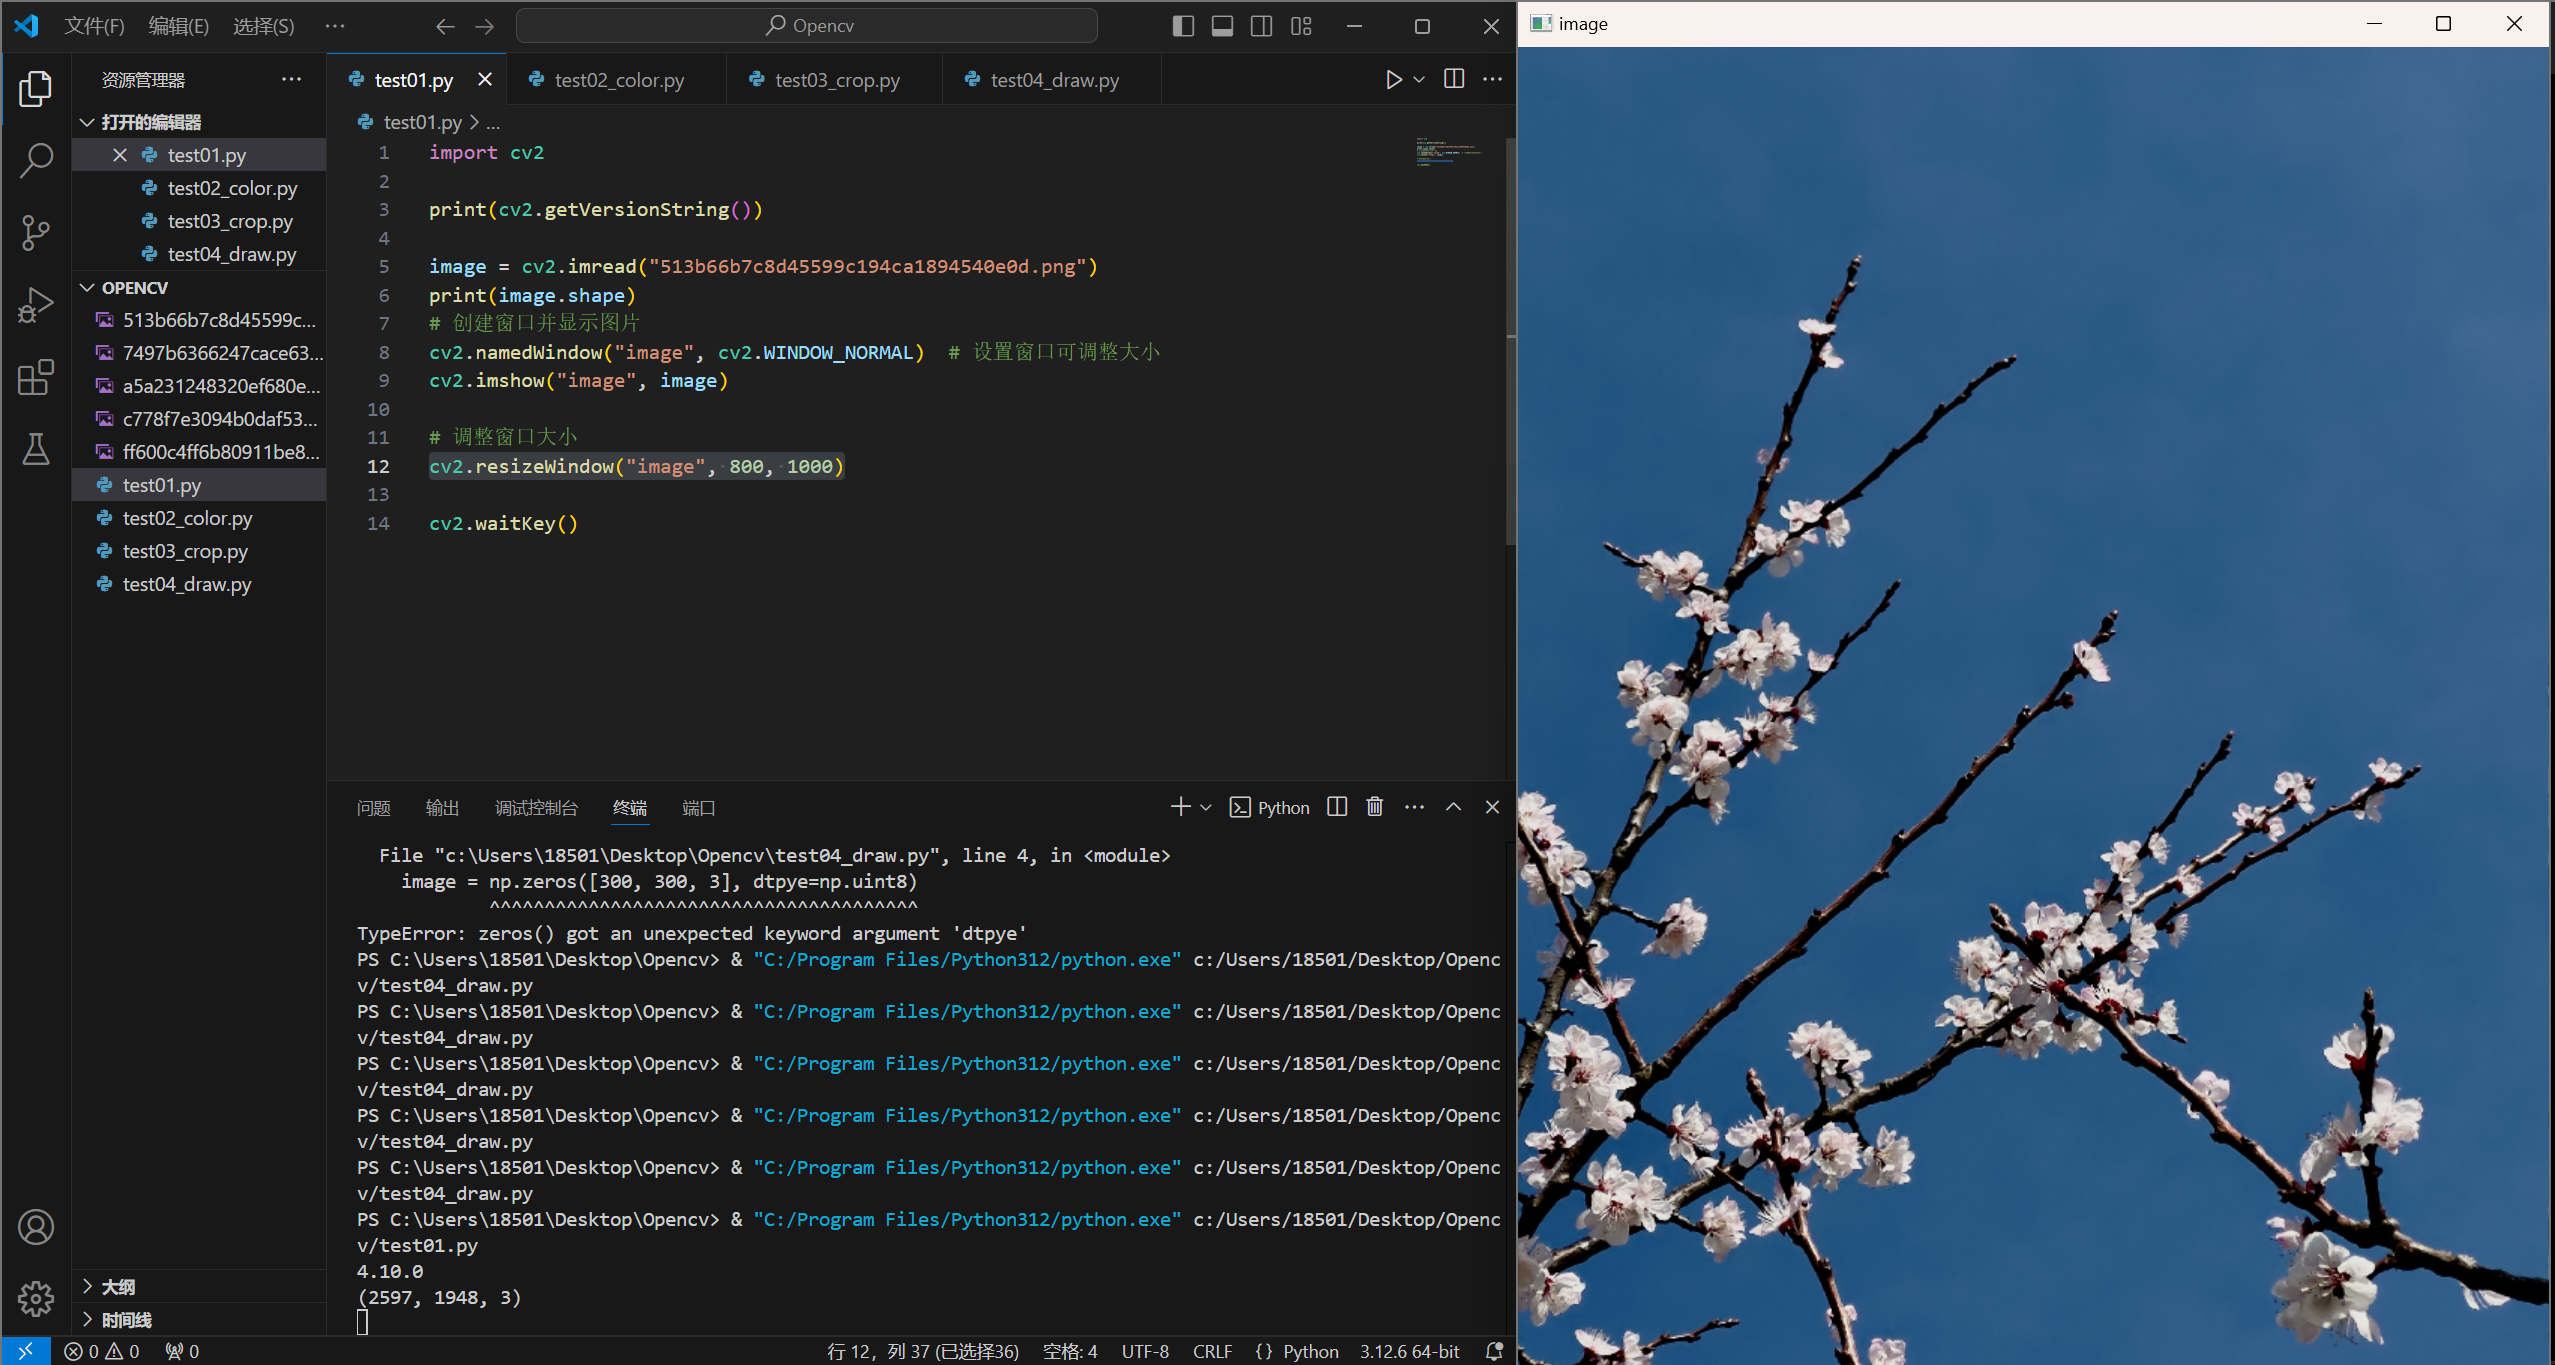 文件(F) 编辑(E) 选择(S) ··· Opencv
资源管理器 ···
打开的编辑器
test01.py
test02_color.py
test03_crop.py
test04_draw.py
OPENCV
513b66b7c8d45599c...
7497b6366247cace63...
a5a231248320ef680e...
c778f7e3094b0daf53...
ff600c4ff6b80911be8...
test01.py
test02_color.py
test03_crop.py
test04_draw.py
大纲
时间线
test01.py test02_color.py test03_crop.py test04_draw.py
test01.py > ...
1 import cv2
2
3 print(cv2.getVersionString())
4
5 image = cv2.imread("513b66b7c8d45599c194ca1894540e0d.png")
6 print(image.shape)
7 # 创建窗口并显示图片
8 cv2.namedWindow("image", cv2.WINDOW_NORMAL)  # 设置窗口可调整大小
9 cv2.imshow("image", image)
10
11 # 调整窗口大小
12 cv2.resizeWindow("image", 800, 1000)
13
14 cv2.waitKey()
问题 输出 调试控制台 终端 端口 Python
File "c:\Users\18501\Desktop\Opencv\test04_draw.py", line 4, in <module>
image = np.zeros([300, 300, 3], dtpye=np.uint8)
^^^^^^^^^^^^^^^^^^^^^^^^^^^^^^^^^^^^^^^
TypeError: zeros() got an unexpected keyword argument 'dtpye'
PS C:\Users\18501\Desktop\Opencv> & "C:/Program Files/Python312/python.exe" c:/Users/18501/Desktop/Openc
v/test04_draw.py
PS C:\Users\18501\Desktop\Opencv> & "C:/Program Files/Python312/python.exe" c:/Users/18501/Desktop/Openc
v/test04_draw.py
PS C:\Users\18501\Desktop\Opencv> & "C:/Program Files/Python312/python.exe" c:/Users/18501/Desktop/Openc
v/test04_draw.py
PS C:\Users\18501\Desktop\Opencv> & "C:/Program Files/Python312/python.exe" c:/Users/18501/Desktop/Openc
v/test04_draw.py
PS C:\Users\18501\Desktop\Opencv> & "C:/Program Files/Python312/python.exe" c:/Users/18501/Desktop/Openc
v/test04_draw.py
PS C:\Users\18501\Desktop\Opencv> & "C:/Program Files/Python312/python.exe" c:/Users/18501/Desktop/Openc
v/test01.py
4.10.0
(2597, 1948, 3)
0 0 0 行 12, 列 37 (已选择36) 空格: 4 UTF-8 CRLF {} Python 3.12.6 64-bit
image